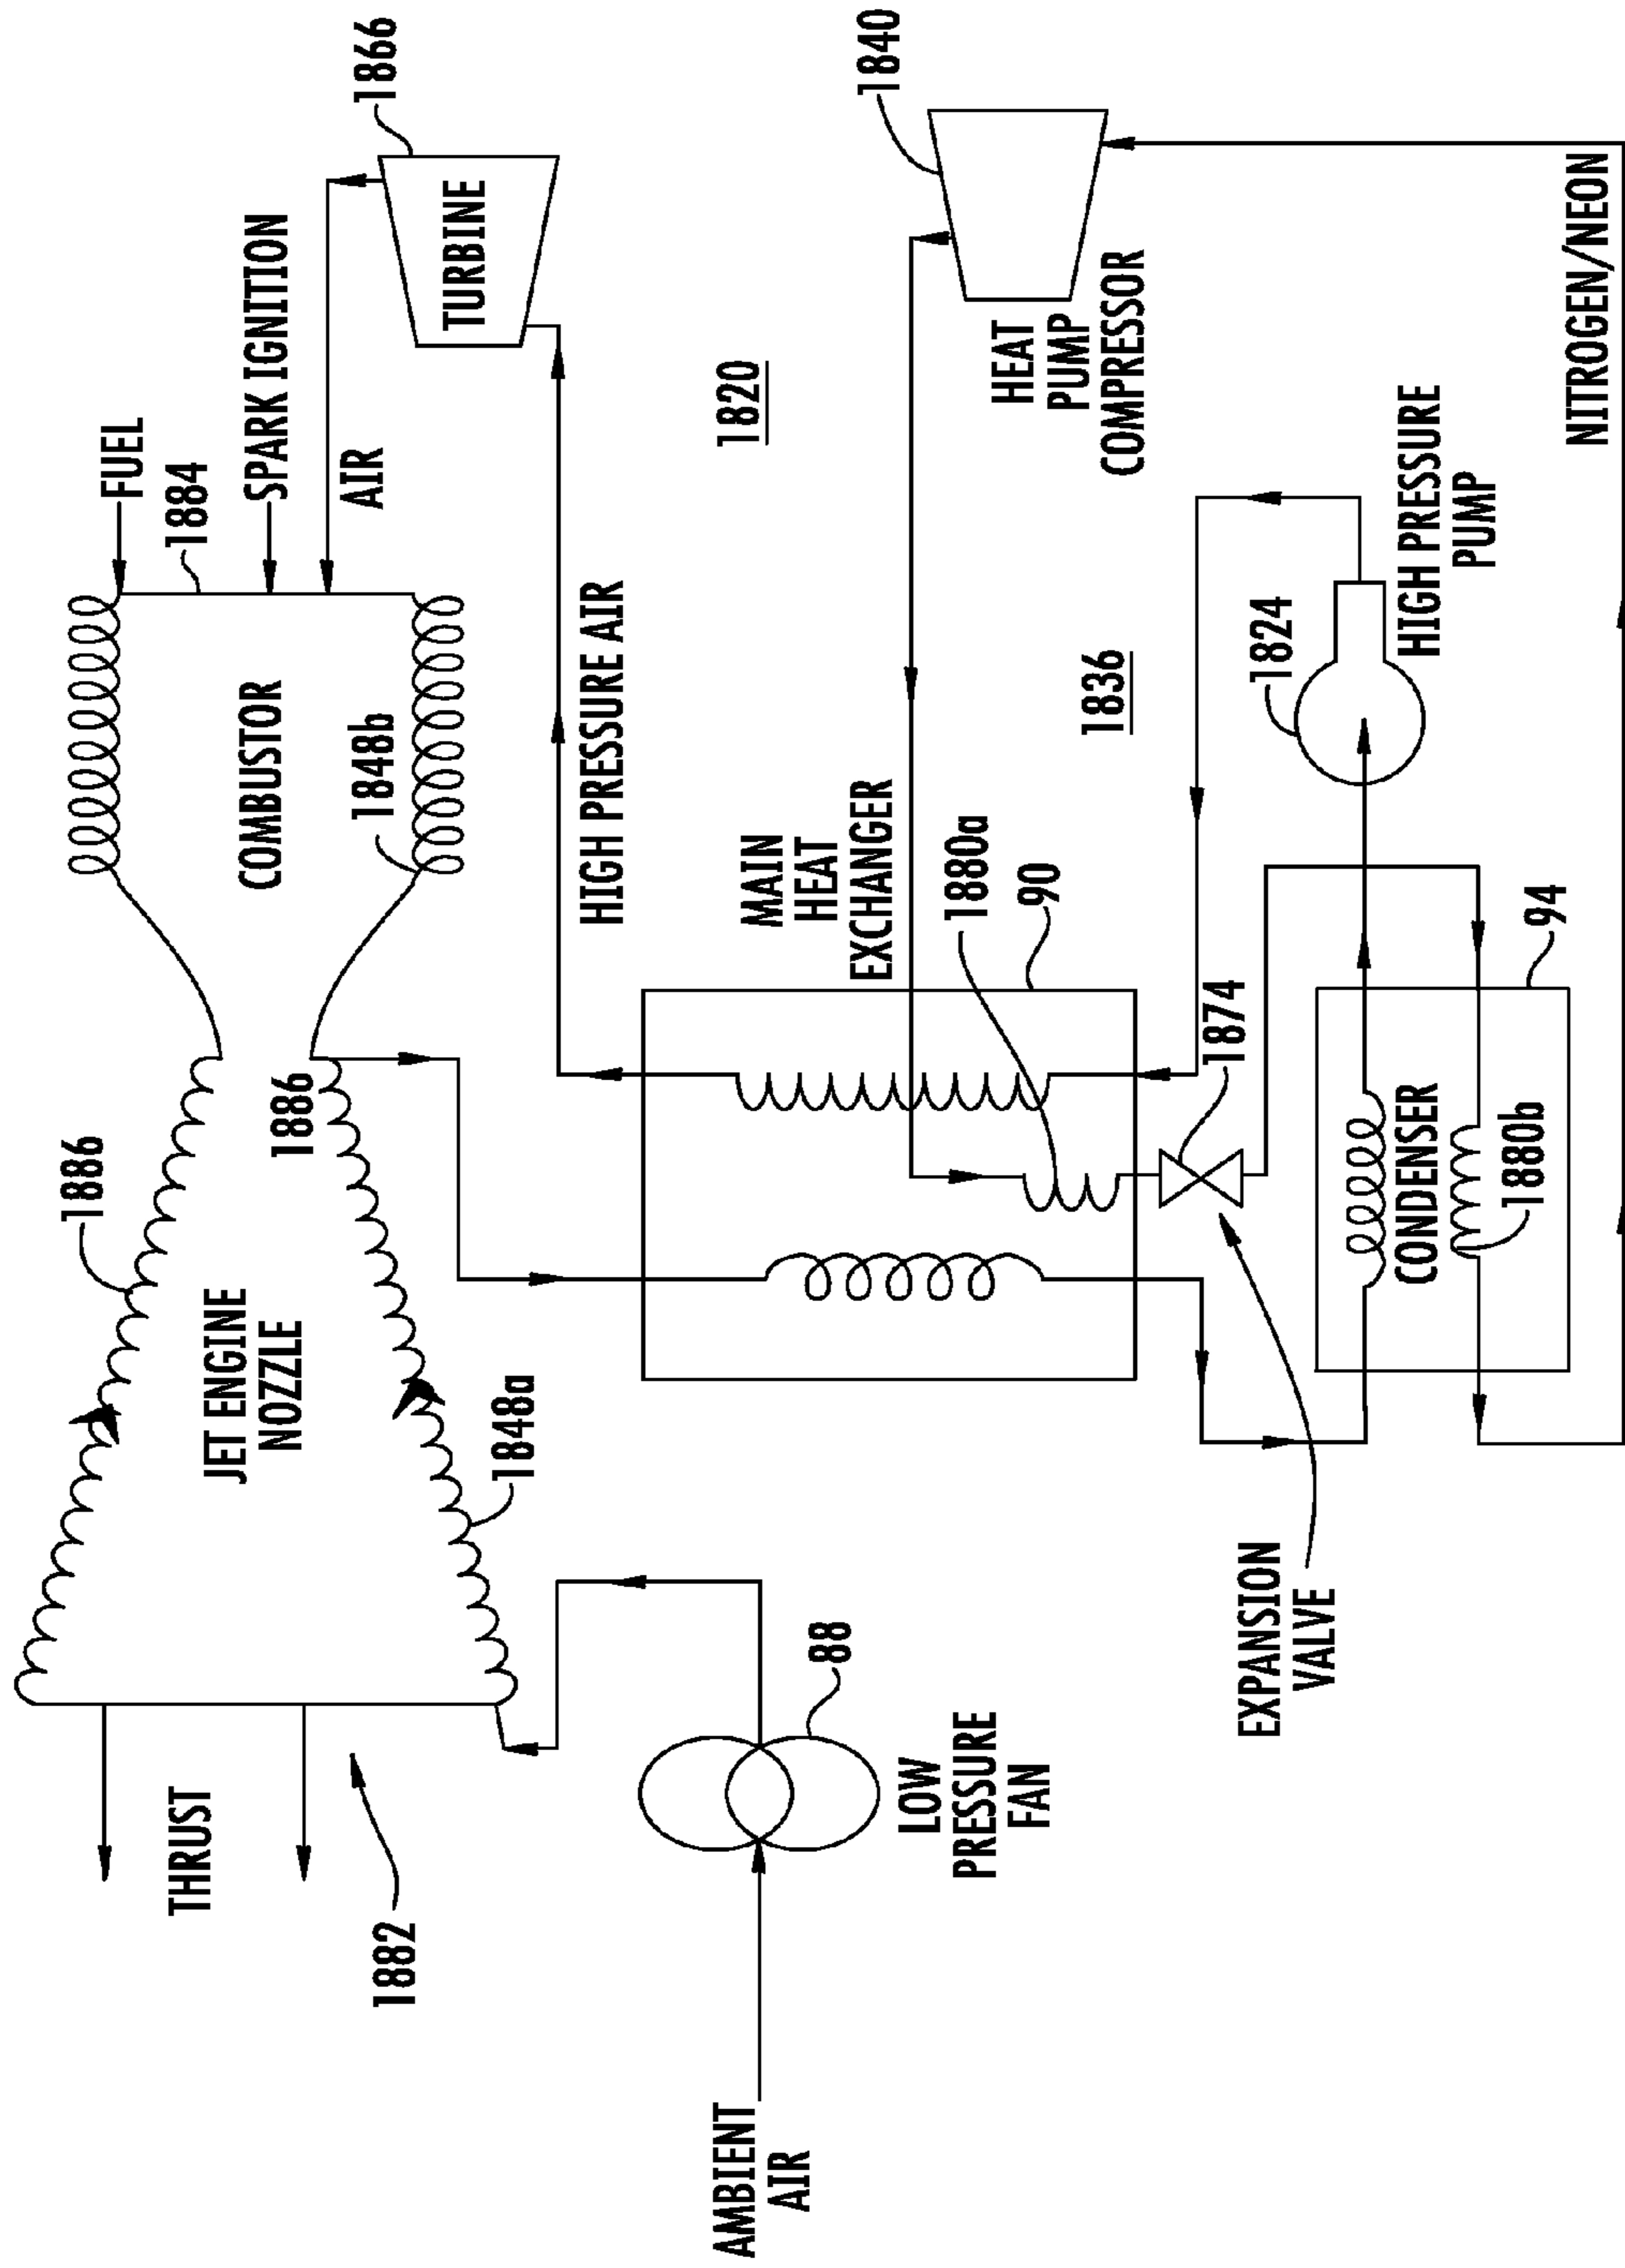 1866
TURBINE
FUEL
1884
SPARK IGNITION
AIR
COMBUSTOR
1848b
1886
1886
JET ENGINE
NOZZLE
1848a
THRUST
1882
1840
1820
HEAT
PUMP
COMPRESSOR
HIGH PRESSURE AIR
MAIN
HEAT
EXCHANGER
1880a
90
1836
1824
HIGH PRESSURE
PUMP
NITROGEN/NEON
1874
94
CONDENSER
1880b
EXPANSION
VALVE
88
LOW
PRESSURE
FAN
AMBIENT
AIR